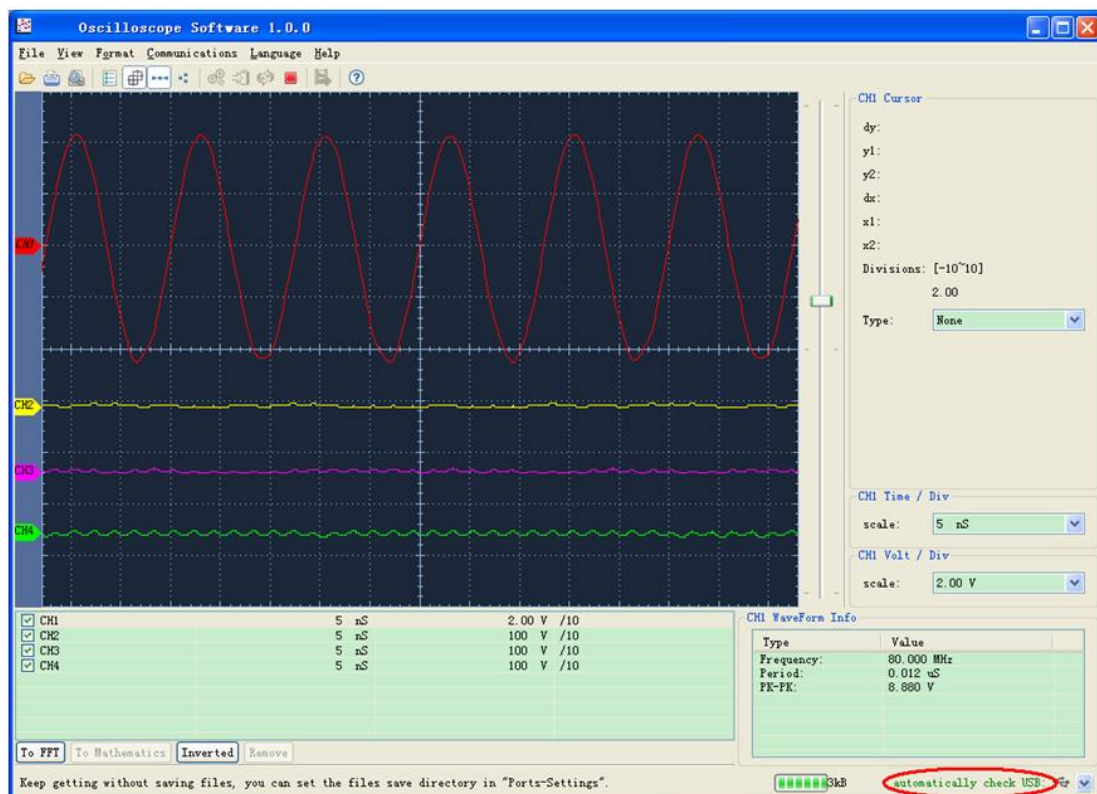 Oscilloscope Software 1.0.0
File View Format Communications Language Help
CH1 Cursor
dy:
y1:
y2:
dx:
x1:
x2:
Divisions: [-10~10]
2.00
Type: None
CH1
CH2
CH3
CH4
CH1 Time / Div
scale: 5 nS
CH1 Volt / Div
scale: 2.00 V
CH1 5 nS 2.00 V /10
CH2 5 nS 100 V /10
CH3 5 nS 100 V /10
CH4 5 nS 100 V /10
CH1 WaveForm Info
Type Value
Frequency: 80.000 MHz
Period: 0.012 uS
PK-PK: 8.880 V
To FFT To Mathematics Inverted Remove
Keep getting without saving files, you can set the files save directory in "Ports-Settings". 3kB automatically check USB: